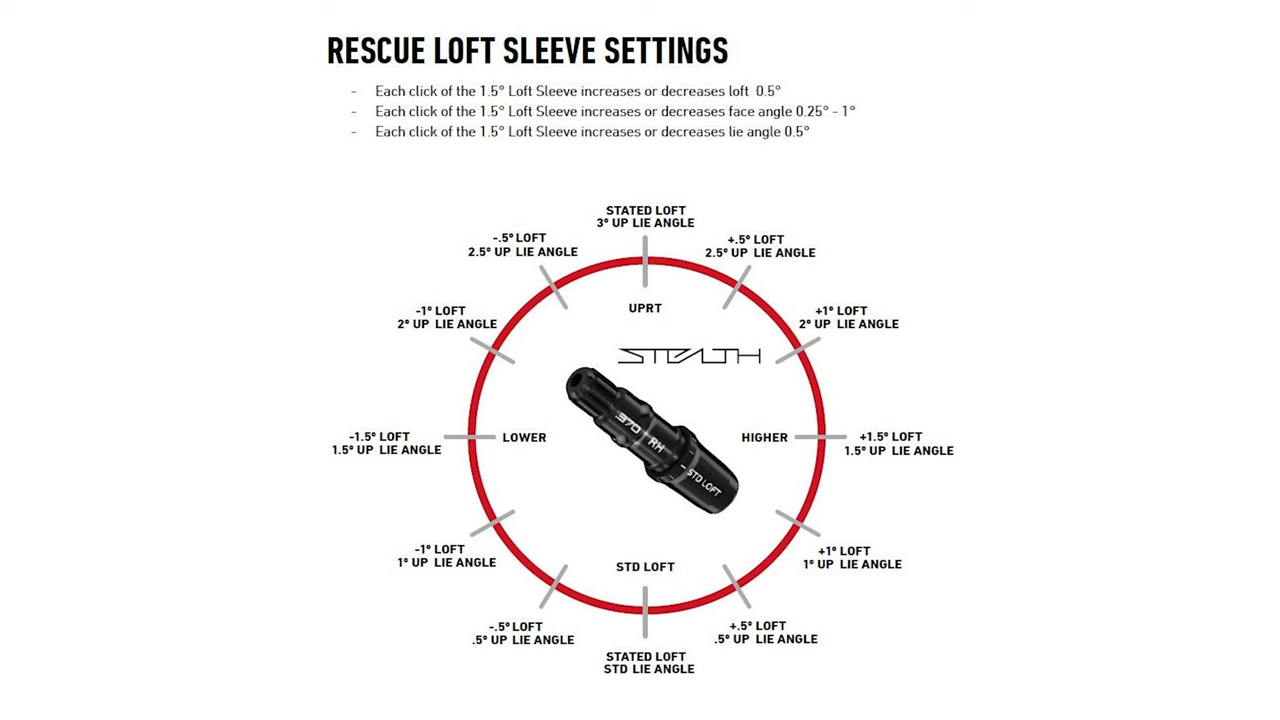 RESCUE LOFT SLEEVE SETTINGS
- Each click of the 1.5° Loft Sleeve increases or decreases loft 0.5°
- Each click of the 1.5° Loft Sleeve increases or decreases face angle 0.25° - 1°
- Each click of the 1.5° Loft Sleeve increases or decreases lie angle 0.5°
STATED LOFT
3° UP LIE ANGLE
-.5° LOFT
2.5° UP LIE ANGLE
+.5° LOFT
2.5° UP LIE ANGLE
UPRT
-1° LOFT
2° UP LIE ANGLE
+1° LOFT
2° UP LIE ANGLE
STEALTH
370 RH
STD LOFT
-1.5° LOFT
1.5° UP LIE ANGLE
LOWER
HIGHER
+1.5° LOFT
1.5° UP LIE ANGLE
-1° LOFT
1° UP LIE ANGLE
+1° LOFT
1° UP LIE ANGLE
STD LOFT
-.5° LOFT
.5° UP LIE ANGLE
+.5° LOFT
.5° UP LIE ANGLE
STATED LOFT
STD LIE ANGLE